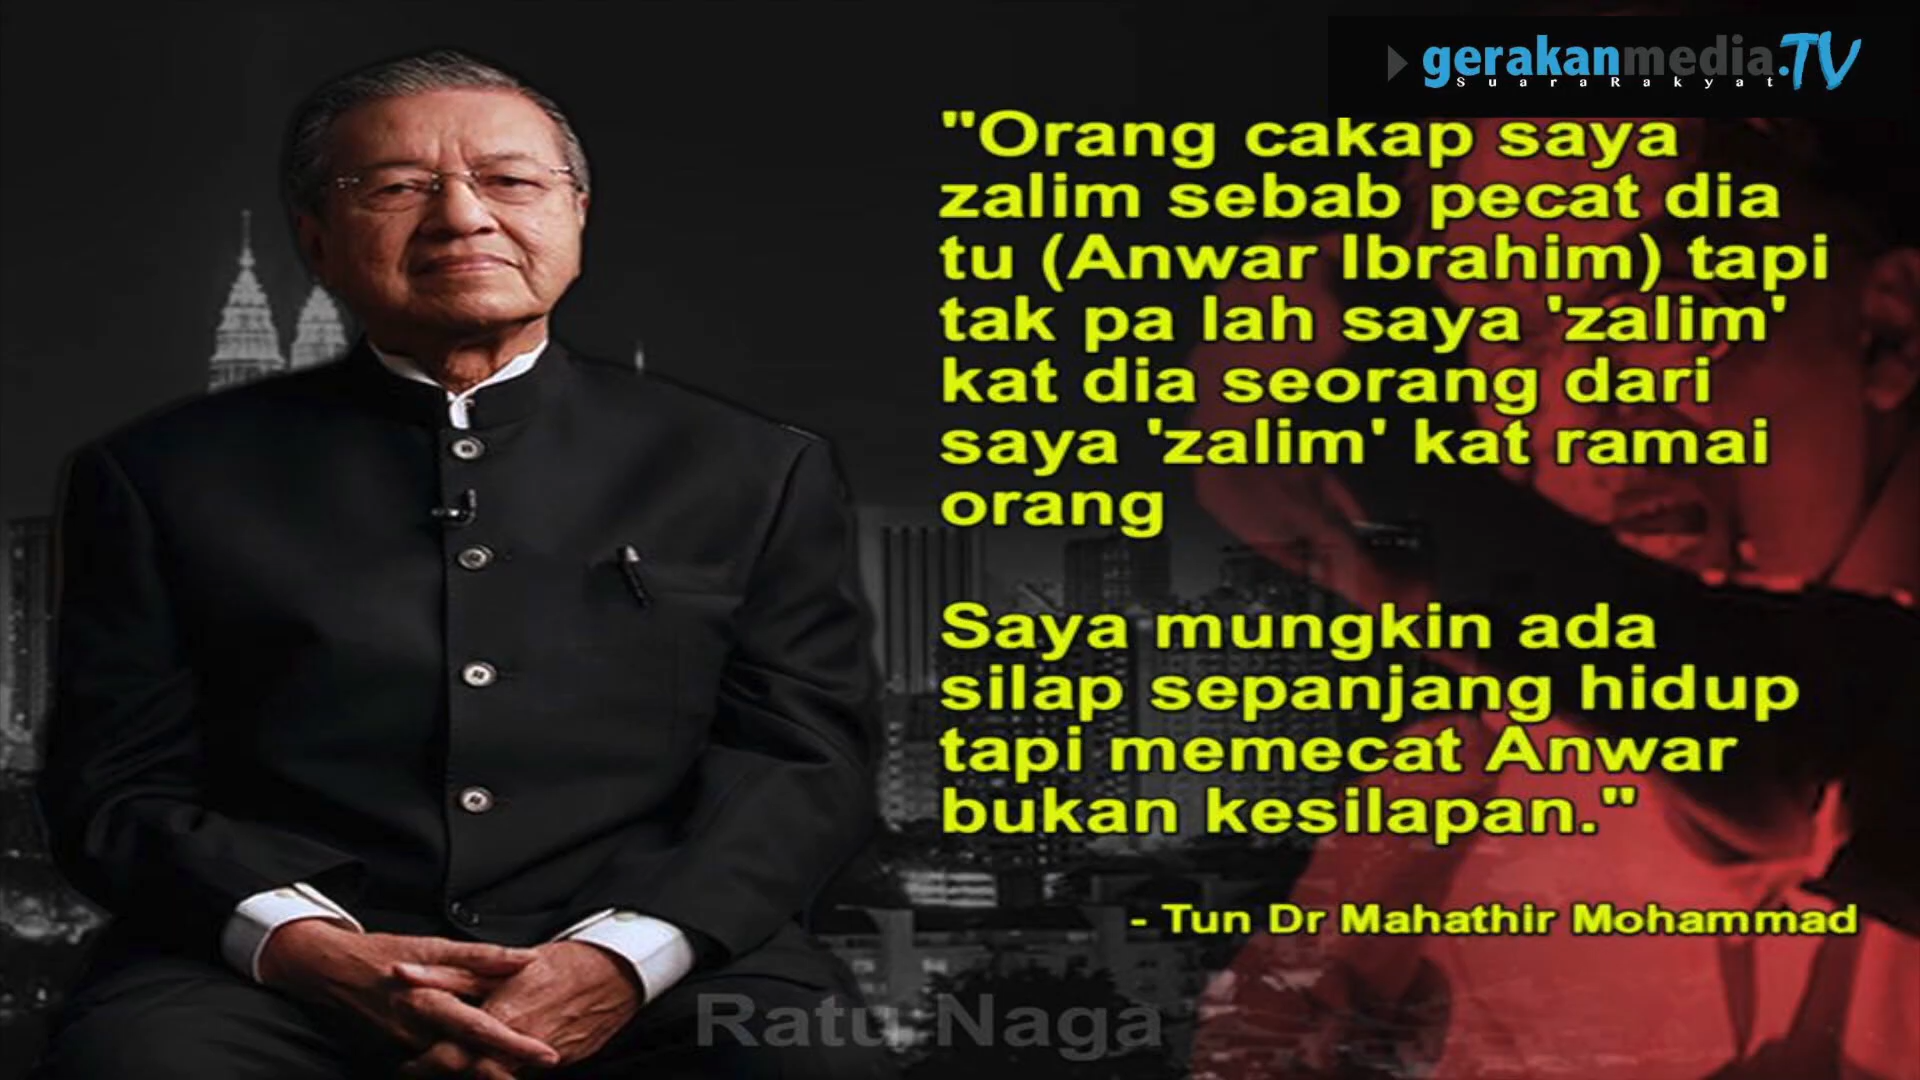 gerakanmedia.TV
SuaraRakyat
"Orang cakap saya
zalim sebab pecat dia
tu (Anwar Ibrahim) tapi
tak pa lah saya 'zalim'
kat dia seorang dari
saya 'zalim' kat ramai
orang
Saya mungkin ada
silap sepanjang hidup
tapi memecat Anwar
bukan kesilapan."
- Tun Dr Mahathir Mohammad
Ratu Naga